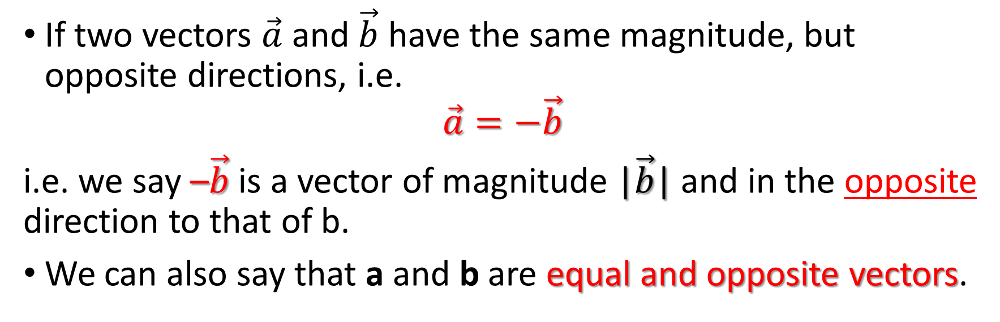 • If two vectors \vec{a} and \vec{b} have the same magnitude, but
opposite directions, i.e.
\vec{a} = −\vec{b}
i.e. we say −\vec{b} is a vector of magnitude |\vec{b}| and in the opposite
direction to that of b.
• We can also say that a and b are equal and opposite vectors.